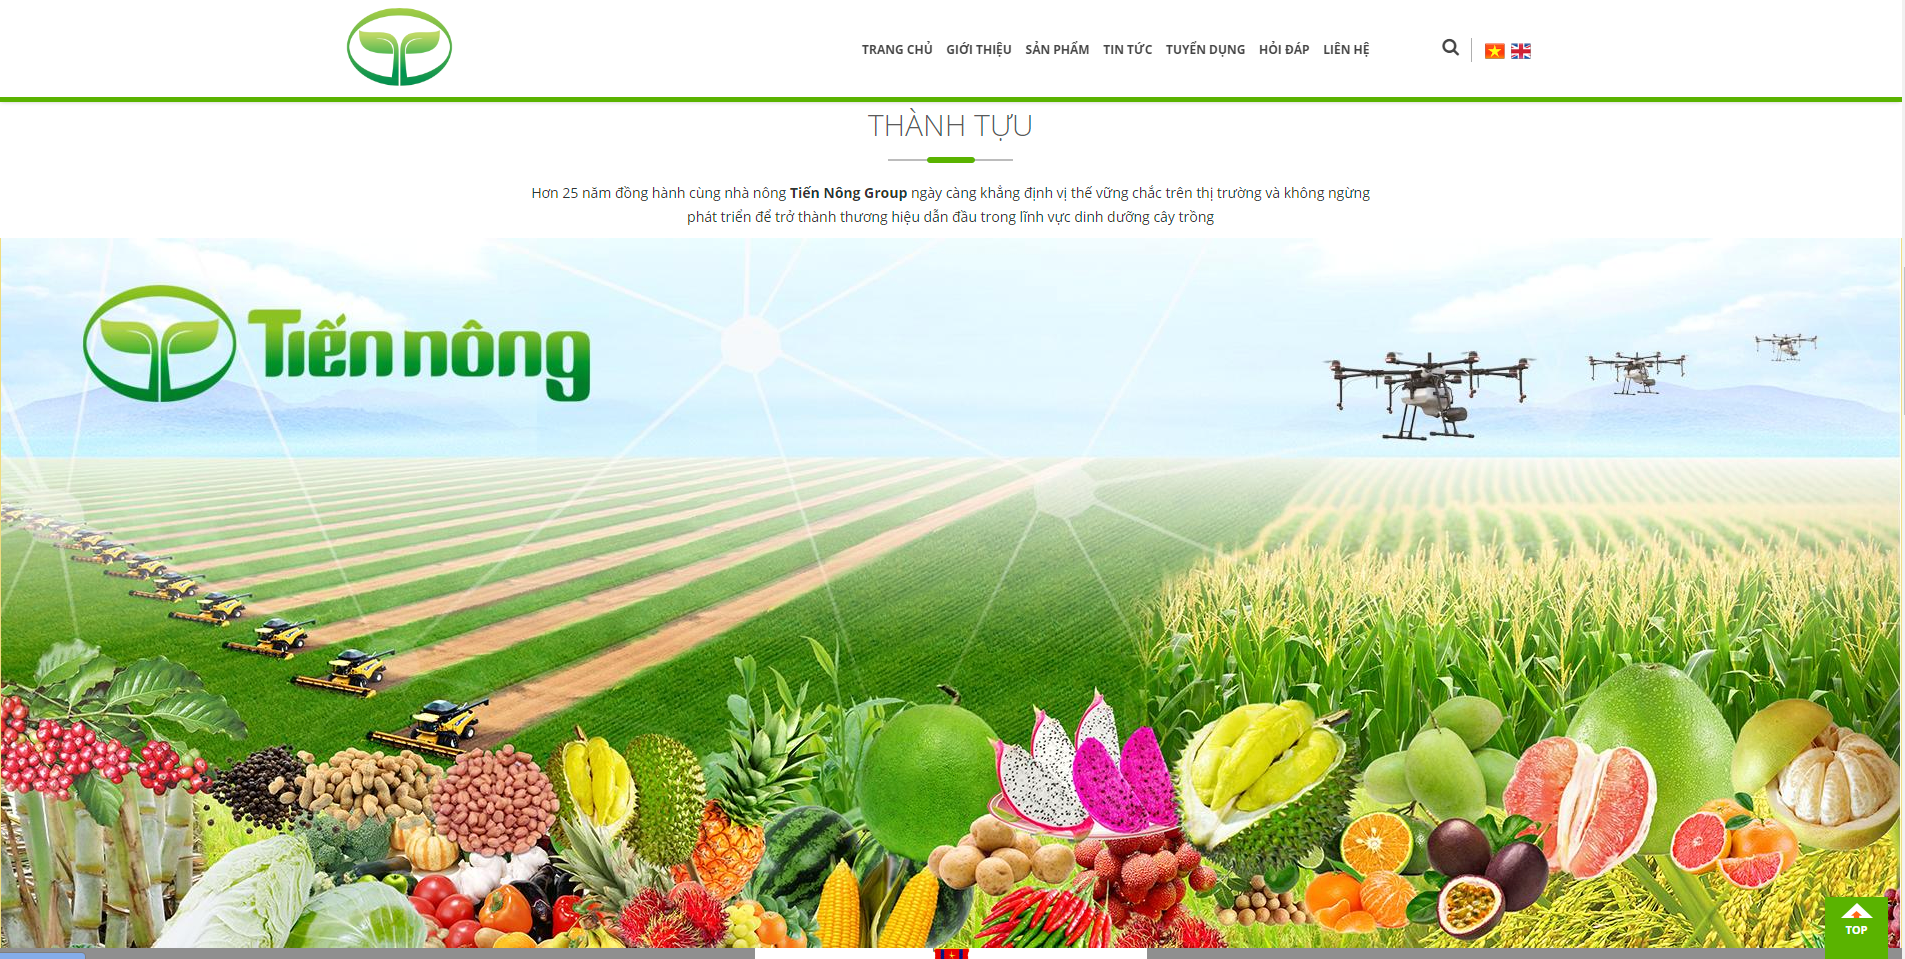 TRANG CHỦ GIỚI THIỆU SẢN PHẨM TIN TỨC TUYỂN DỤNG HỎI ĐÁP LIÊN HỆ
THÀNH TỰU
Hơn 25 năm đồng hành cùng nhà nông Tiến Nông Group ngày càng khẳng định vị thế vững chắc trên thị trường và không ngừng
phát triển để trở thành thương hiệu dẫn đầu trong lĩnh vực dinh dưỡng cây trồng
Tiến nông
TOP